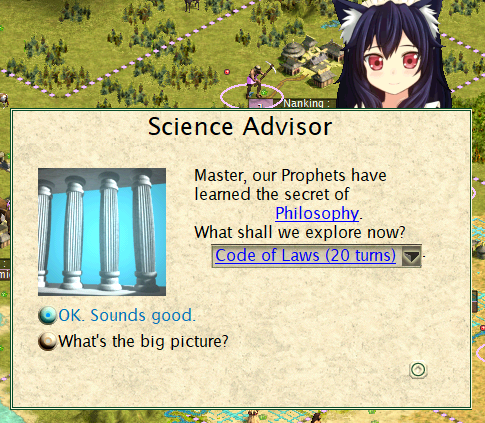 Nanking :
Science Advisor
Master, our Prophets have
learned the secret of
Philosophy.
What shall we explore now?
Code of Laws (20 turns)
OK. Sounds good.
What's the big picture?